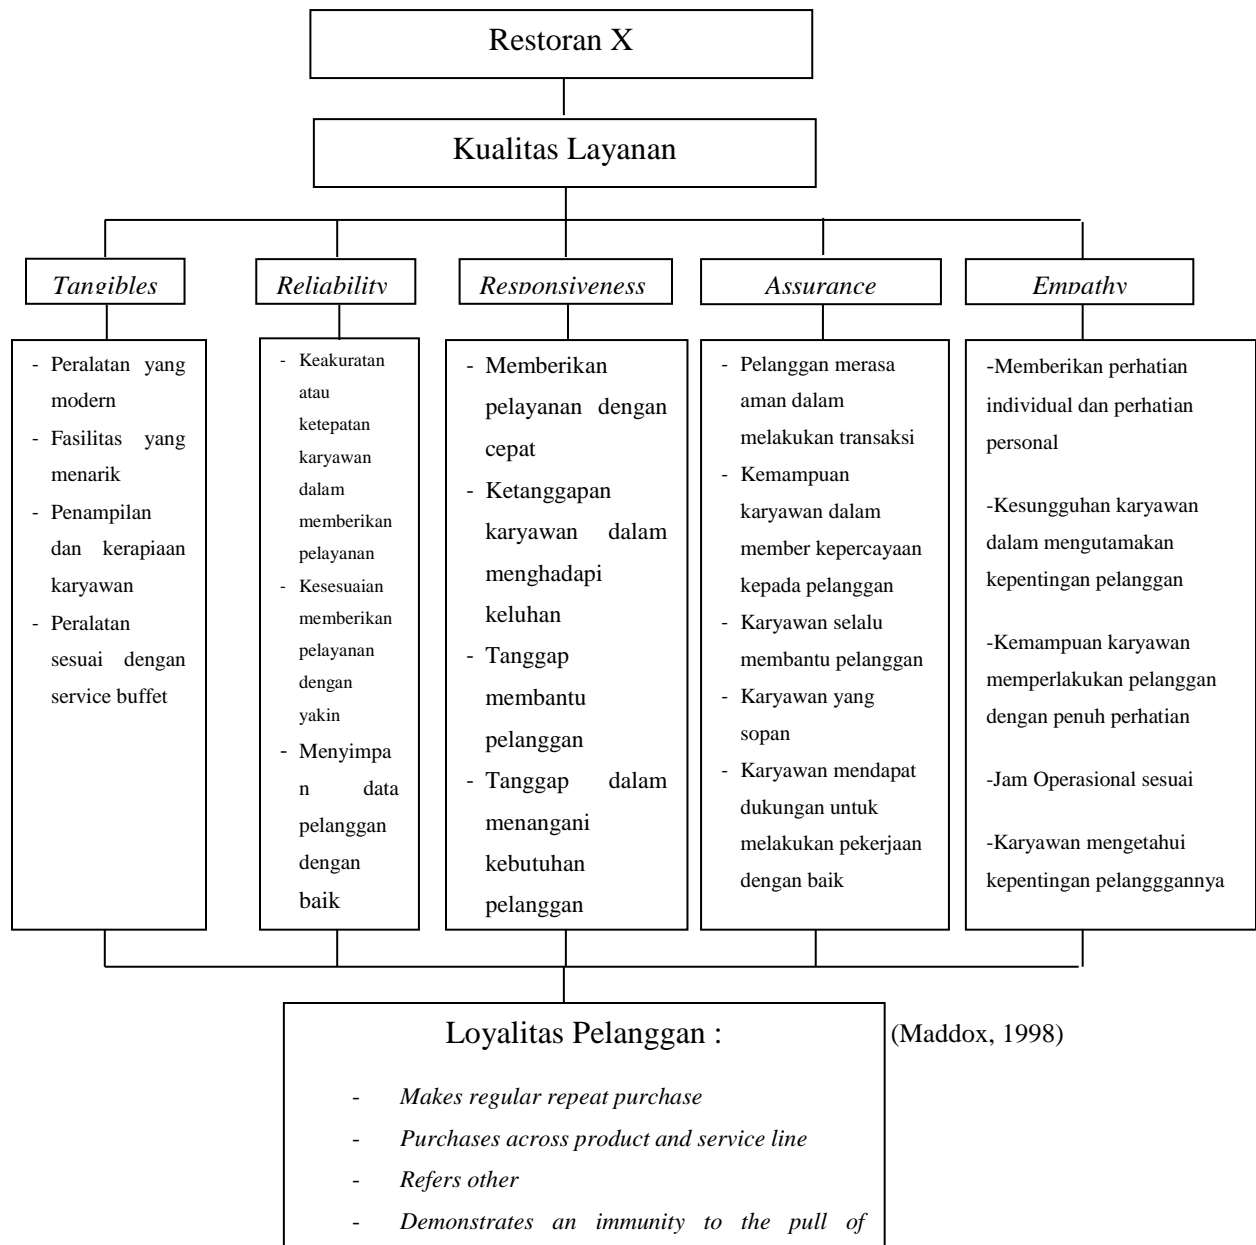 Restoran X
Kualitas Layanan
Tangibles
Reliability
Responsiveness
Assurance
Empathy
- Peralatan yang
modern
- Fasilitas yang
menarik
- Penampilan
dan kerapiaan
karyawan
- Peralatan
sesuai dengan
service buffet
- Keakuratan
atau
ketepatan
karyawan
dalam
memberikan
pelayanan
- Kesesuaian
memberikan
pelayanan
dengan
yakin
- Menyimpa
n data
pelanggan
dengan
baik
- Memberikan
pelayanan dengan
cepat
- Ketanggapan
karyawan dalam
menghadapi
keluhan
- Tanggap
membantu
pelanggan
- Tanggap dalam
menangani
kebutuhan
pelanggan
- Pelanggan merasa
aman dalam
melakukan transaksi
- Kemampuan
karyawan dalam
member kepercayaan
kepada pelanggan
- Karyawan selalu
membantu pelanggan
- Karyawan yang
sopan
- Karyawan mendapat
dukungan untuk
melakukan pekerjaan
dengan baik
-Memberikan perhatian
individual dan perhatian
personal
-Kesungguhan karyawan
dalam mengutamakan
kepentingan pelanggan
-Kemampuan karyawan
memperlakukan pelanggan
dengan penuh perhatian
-Jam Operasional sesuai
-Karyawan mengetahui
kepentingan pelangggannya
Loyalitas Pelanggan :
(Maddox, 1998)
- Makes regular repeat purchase
- Purchases across product and service line
- Refers other
- Demonstrates an immunity to the pull of